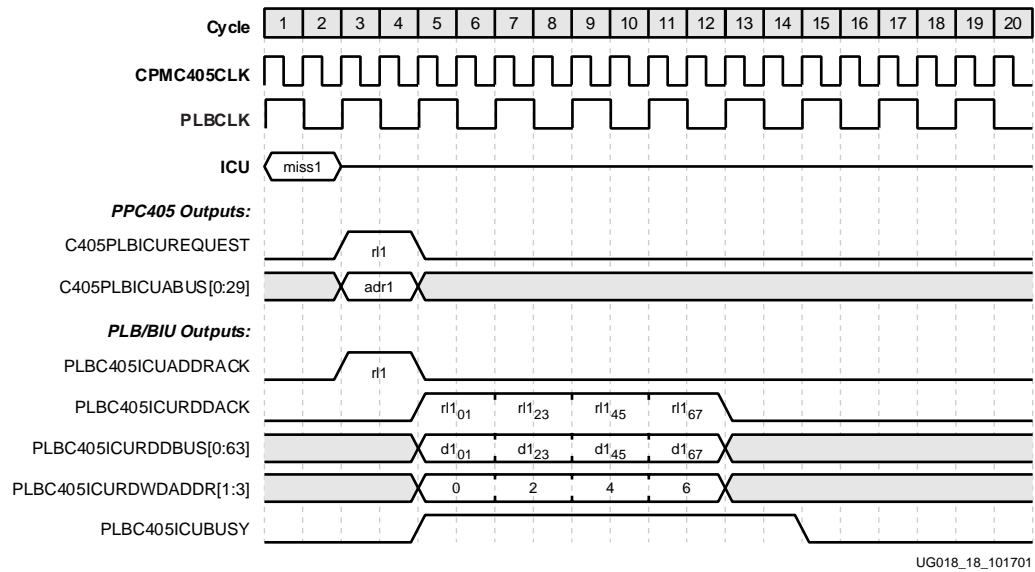 Cycle 1 2 3 4 5 6 7 8 9 10 11 12 13 14 15 16 17 18 19 20
CPMC405CLK
PLBCLK
ICU miss1
PPC405 Outputs:
C405PLBICUREQUEST rl1
C405PLBICUABUS[0:29] adr1
PLB/BIU Outputs:
PLBC405ICUADDRACK rl1
PLBC405ICURDDACK rl1₀₁ rl1₂₃ rl1₄₅ rl1₆₇
PLBC405ICURDDBUS[0:63] d1₀₁ d1₂₃ d1₄₅ d1₆₇
PLBC405ICURDWDADDR[1:3] 0 2 4 6
PLBC405ICUBUSY
UG018_18_101701